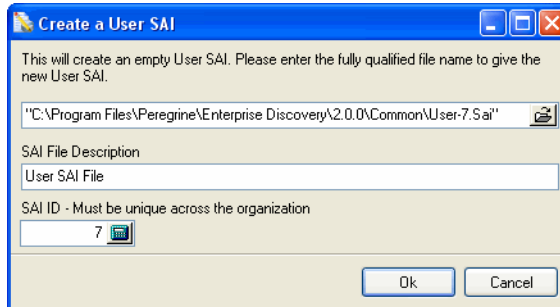 Create a User SAI
This will create an empty User SAI. Please enter the fully qualified file name to give the
new User SAI.
"C:\Program Files\Peregrine\Enterprise Discovery\2.0.0\Common\User-7.Sai"
SAI File Description
User SAI File
SAI ID - Must be unique across the organization
7
Ok Cancel